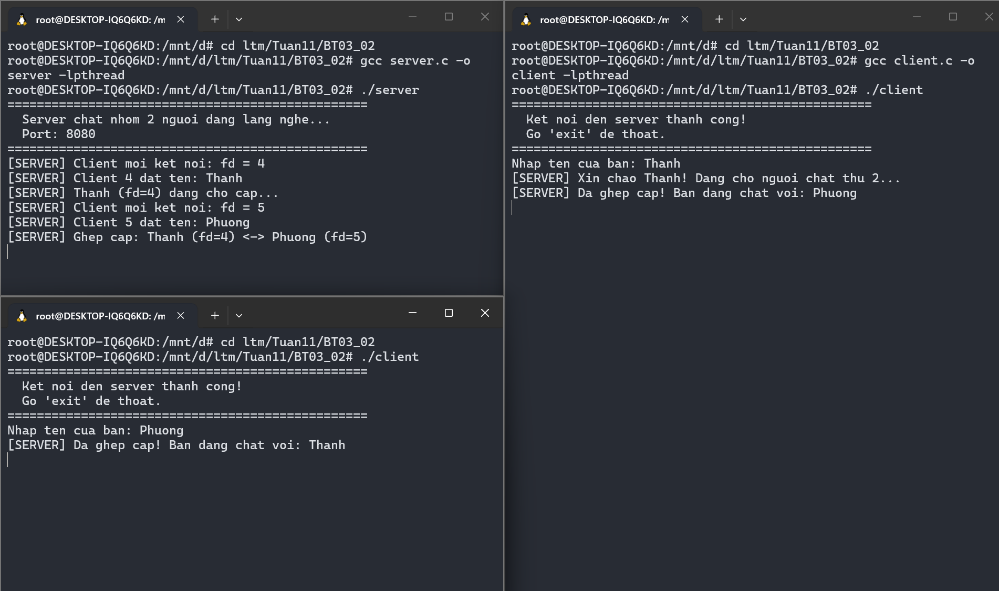 root@DESKTOP-IQ6Q6KD: /m
root@DESKTOP-IQ6Q6KD:/mnt/d# cd ltm/Tuan11/BT03_02
root@DESKTOP-IQ6Q6KD:/mnt/d/ltm/Tuan11/BT03_02# gcc server.c -o
server -lpthread
root@DESKTOP-IQ6Q6KD:/mnt/d/ltm/Tuan11/BT03_02# ./server
=================================================
  Server chat nhom 2 nguoi dang lang nghe...
  Port: 8080
=================================================
[SERVER] Client moi ket noi: fd = 4
[SERVER] Client 4 dat ten: Thanh
[SERVER] Thanh (fd=4) dang cho cap...
[SERVER] Client moi ket noi: fd = 5
[SERVER] Client 5 dat ten: Phuong
[SERVER] Ghep cap: Thanh (fd=4) <-> Phuong (fd=5)
root@DESKTOP-IQ6Q6KD: /m
root@DESKTOP-IQ6Q6KD:/mnt/d# cd ltm/Tuan11/BT03_02
root@DESKTOP-IQ6Q6KD:/mnt/d/ltm/Tuan11/BT03_02# gcc client.c -o
client -lpthread
root@DESKTOP-IQ6Q6KD:/mnt/d/ltm/Tuan11/BT03_02# ./client
=================================================
  Ket noi den server thanh cong!
  Go 'exit' de thoat.
=================================================
Nhap ten cua ban: Thanh
[SERVER] Xin chao Thanh! Dang cho nguoi chat thu 2...
[SERVER] Da ghep cap! Ban dang chat voi: Phuong
root@DESKTOP-IQ6Q6KD: /m
root@DESKTOP-IQ6Q6KD:/mnt/d# cd ltm/Tuan11/BT03_02
root@DESKTOP-IQ6Q6KD:/mnt/d/ltm/Tuan11/BT03_02# ./client
=================================================
  Ket noi den server thanh cong!
  Go 'exit' de thoat.
=================================================
Nhap ten cua ban: Phuong
[SERVER] Da ghep cap! Ban dang chat voi: Thanh